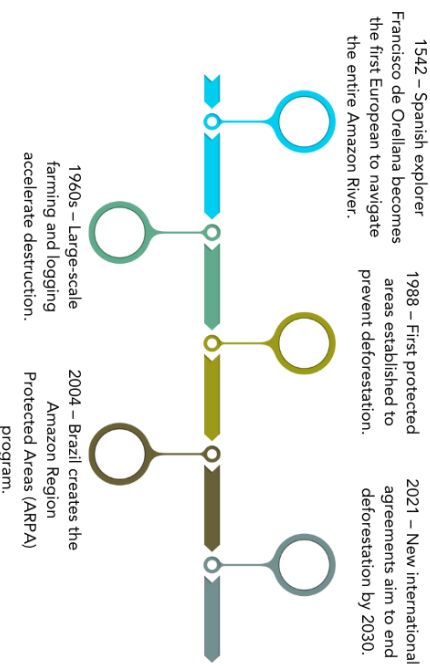 1542 – Spanish explorer
Francisco de Orellana becomes
the first European to navigate
the entire Amazon River.
1960s – Large-scale
farming and logging
accelerate destruction.
1988 – First protected
areas established to
prevent deforestation.
2004 – Brazil creates the
Amazon Region
Protected Areas (ARPA)
program.
2021 – New international
agreements aim to end
deforestation by 2030.